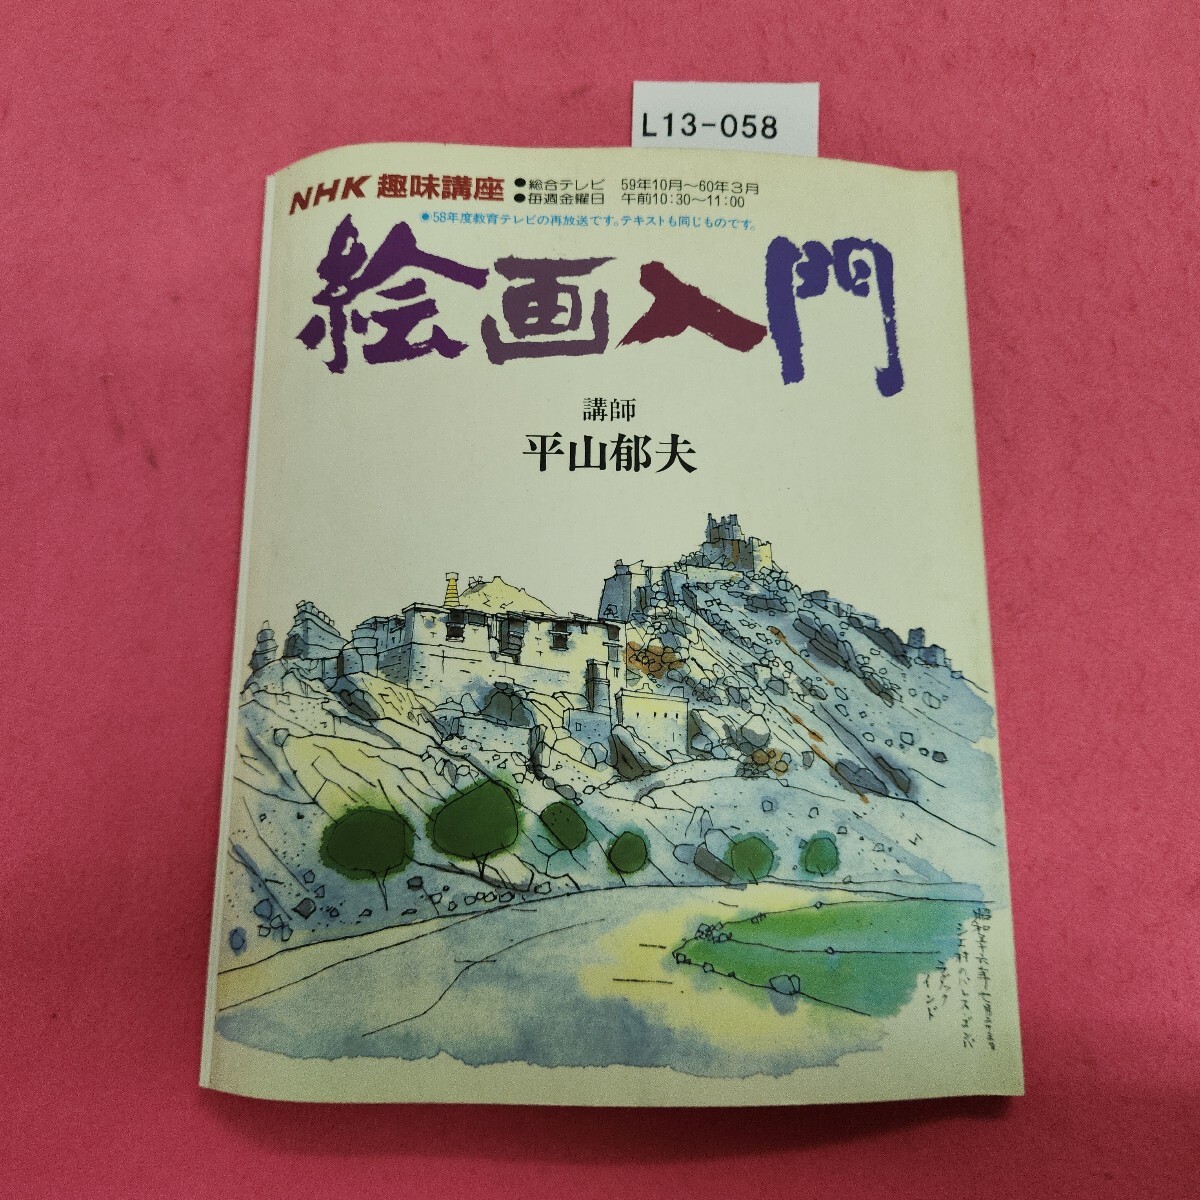 L13-058
NHK 趣味講座 ●総合テレビ 59年10月〜60年3月
●毎週金曜日 午前10:30〜11:00
●58年度教育テレビの再放送です。テキストも同じものです。
絵画入門
講師
平山郁夫
インド